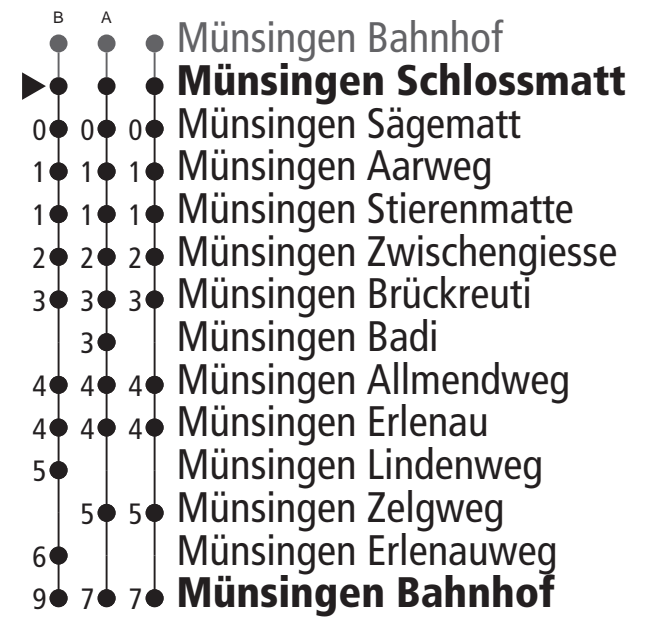 B A
Münsingen Bahnhof
Münsingen Schlossmatt
0 0 0 Münsingen Sägematt
1 1 1 Münsingen Aarweg
1 1 1 Münsingen Stierenmatte
2 2 2 Münsingen Zwischengiesse
3 3 3 Münsingen Brückreuti
3 Münsingen Badi
4 4 4 Münsingen Allmendweg
4 4 4 Münsingen Erlenau
5 Münsingen Lindenweg
5 5 Münsingen Zelgweg
6 Münsingen Erlenauweg
9 7 7 Münsingen Bahnhof